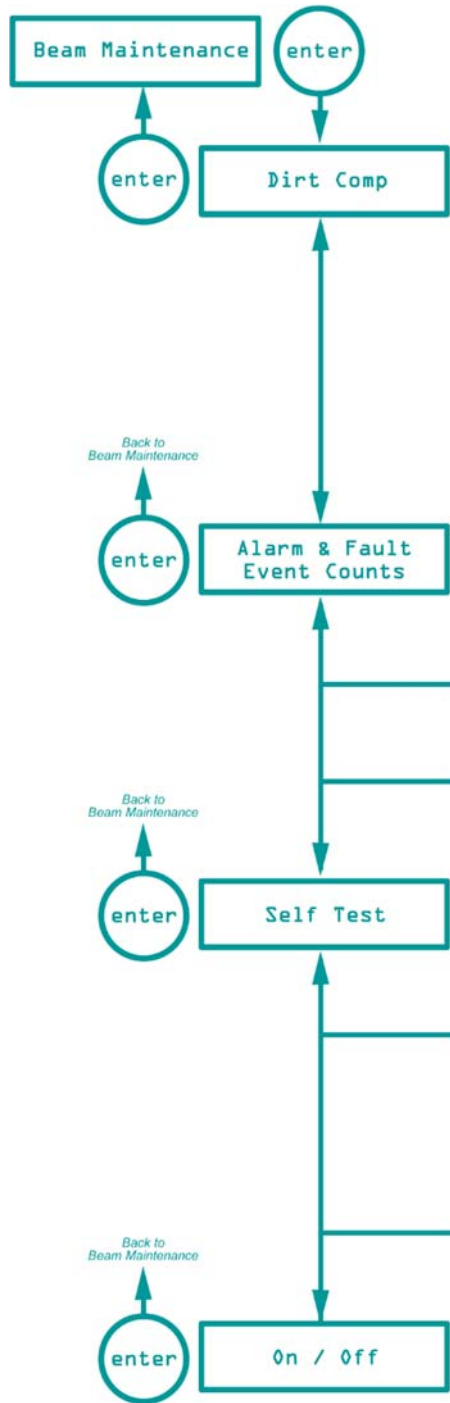 Beam Maintenance
enter
enter
Dirt Comp
Back to
Beam Maintenance
enter
Alarm & Fault
Event Counts
Back to
Beam Maintenance
enter
Self Test
Back to
Beam Maintenance
enter
On / Off